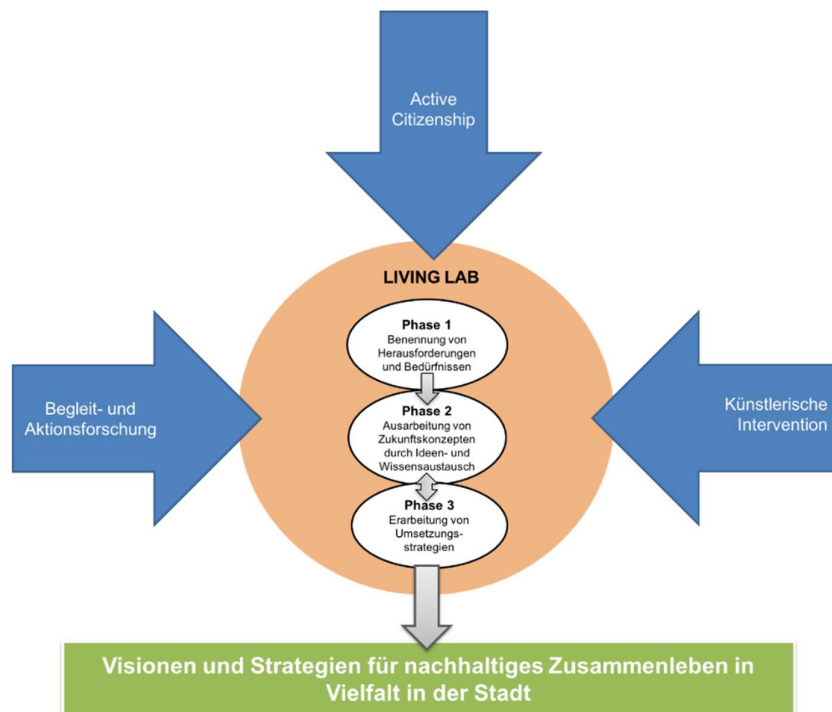 Active
Citizenship
LIVING LAB
Phase 1
Benennung von
Herausforderungen
und Bedürfnissen
Begleit- und
Aktionsforschung
Phase 2
Ausarbeitung von
Zukunftskonzepten
durch Ideen- und
Wissensaustausch
Künstlerische
Intervention
Phase 3
Erarbeitung von
Umsetzungs-
strategien
Visionen und Strategien für nachhaltiges Zusammenleben in
Vielfalt in der Stadt